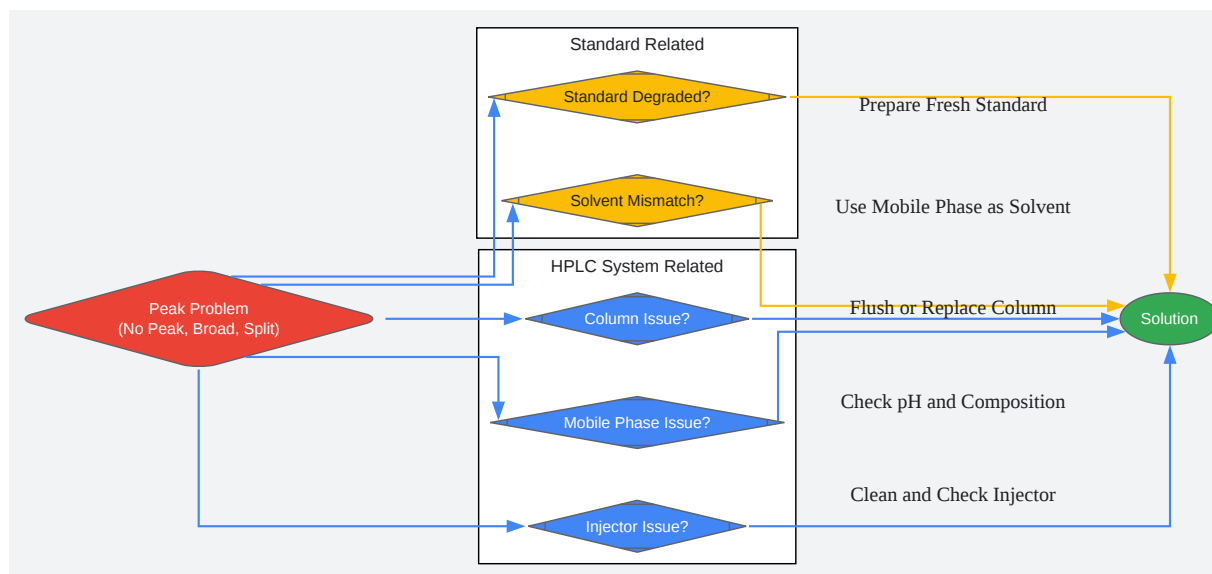 Standard Related
Standard Degraded?
Prepare Fresh Standard
Solvent Mismatch?
Use Mobile Phase as Solvent
HPLC System Related
Peak Problem
(No Peak, Broad, Split)
Column Issue?
Flush or Replace Column
Solution
Mobile Phase Issue?
Check pH and Composition
Injector Issue?
Clean and Check Injector